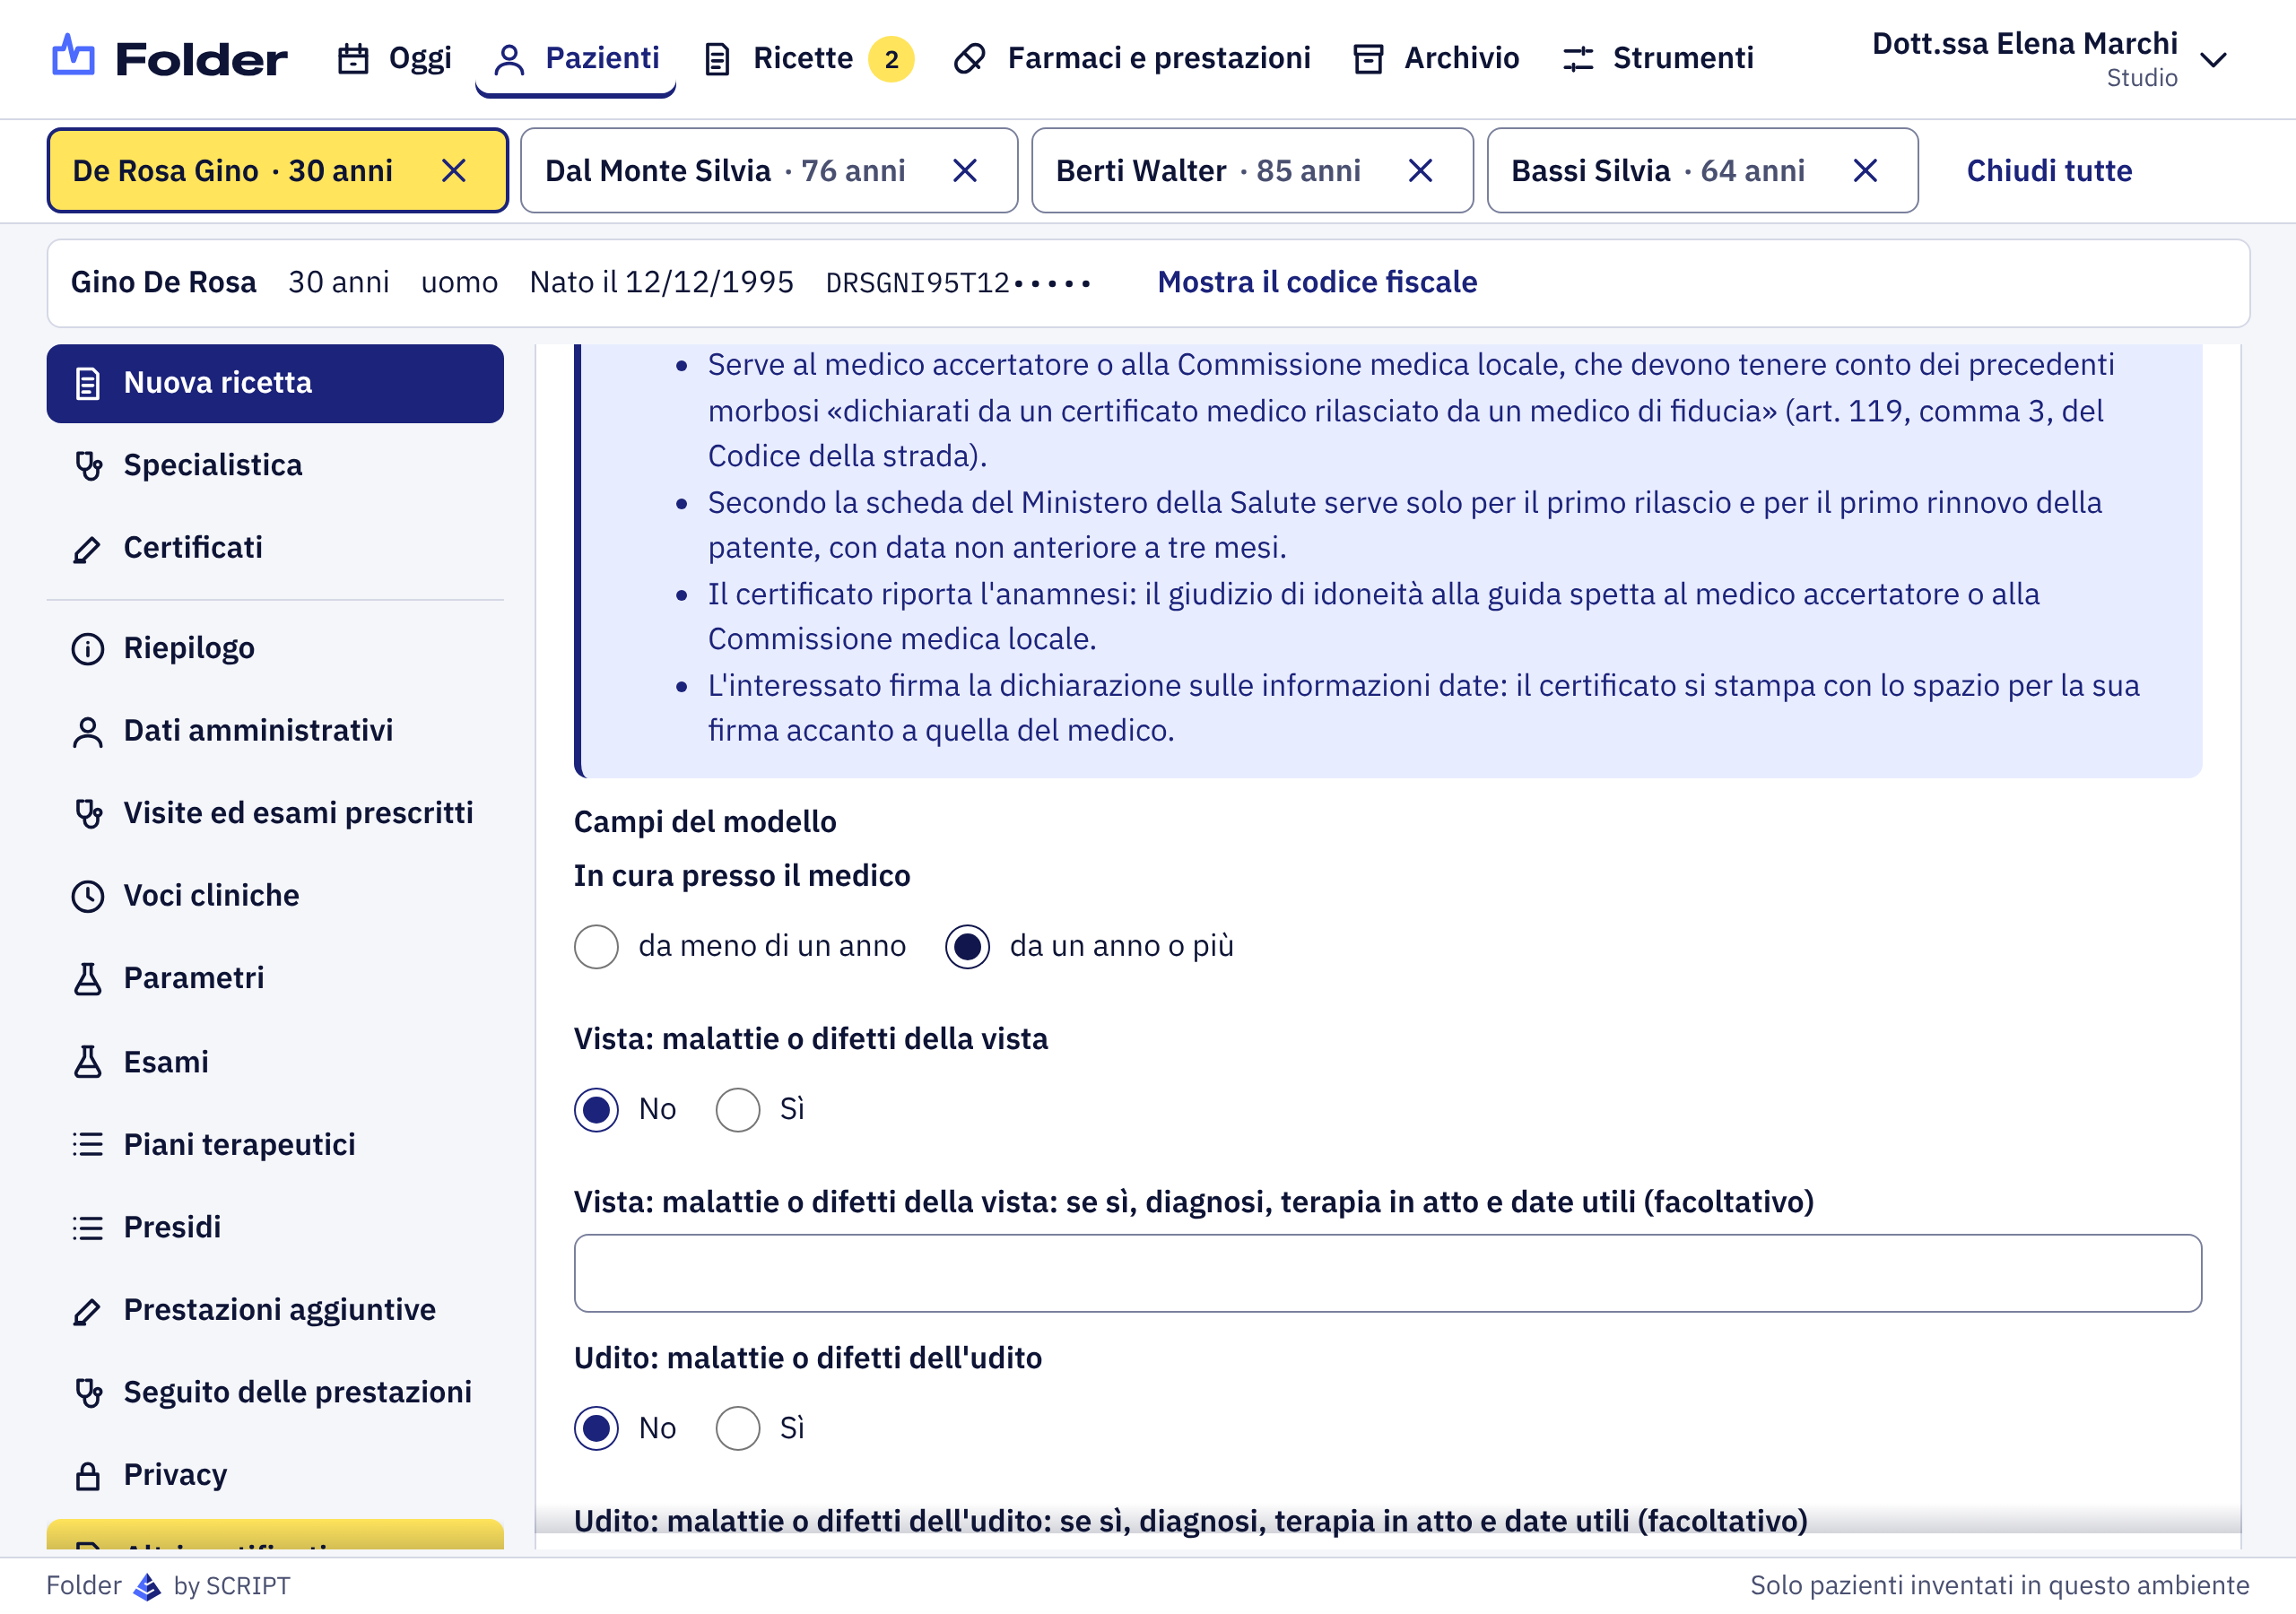 Folder
Oggi
Pazienti
Ricette 2
Farmaci e prestazioni
Archivio
Strumenti
Dott.ssa Elena Marchi
Studio
De Rosa Gino · 30 anni
Dal Monte Silvia · 76 anni
Berti Walter · 85 anni
Bassi Silvia · 64 anni
Chiudi tutte
Gino De Rosa 30 anni uomo Nato il 12/12/1995 DRSGNI95T12••••• Mostra il codice fiscale
Nuova ricetta
Specialistica
Certificati
Riepilogo
Dati amministrativi
Visite ed esami prescritti
Voci cliniche
Parametri
Esami
Piani terapeutici
Presidi
Prestazioni aggiuntive
Seguito delle prestazioni
Privacy
• Serve al medico accertatore o alla Commissione medica locale, che devono tenere conto dei precedenti
morbosi «dichiarati da un certificato medico rilasciato da un medico di fiducia» (art. 119, comma 3, del
Codice della strada).
• Secondo la scheda del Ministero della Salute serve solo per il primo rilascio e per il primo rinnovo della
patente, con data non anteriore a tre mesi.
• Il certificato riporta l'anamnesi: il giudizio di idoneità alla guida spetta al medico accertatore o alla
Commissione medica locale.
• L'interessato firma la dichiarazione sulle informazioni date: il certificato si stampa con lo spazio per la sua
firma accanto a quella del medico.
Campi del modello
In cura presso il medico
da meno di un anno
da un anno o più
Vista: malattie o difetti della vista
No
Sì
Vista: malattie o difetti della vista: se sì, diagnosi, terapia in atto e date utili (facoltativo)
Udito: malattie o difetti dell'udito
No
Sì
Udito: malattie o difetti dell'udito: se sì, diagnosi, terapia in atto e date utili (facoltativo)
Folder by SCRIPT
Solo pazienti inventati in questo ambiente